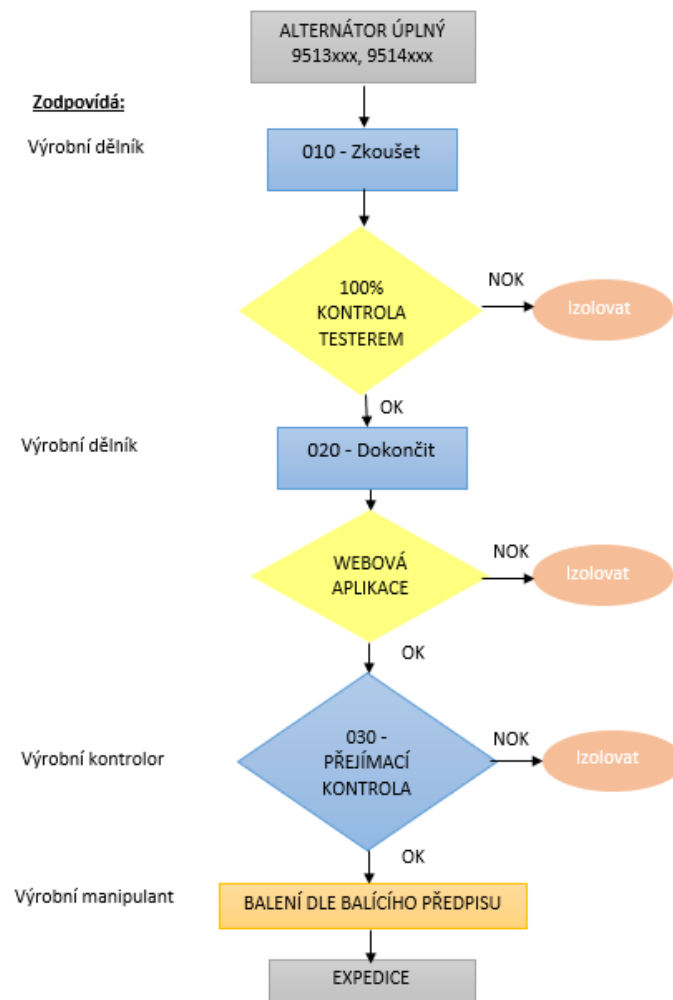 ALTERNÁTOR ÚPLNÝ
9513xxx, 9514xxx
Zodpovídá:
Výrobní dělník
010 - Zkoušet
100%
KONTROLA
TESTEREM
NOK
Izolovat
OK
Výrobní dělník
020 - Dokončit
WEBOVÁ
APLIKACE
NOK
Izolovat
OK
Výrobní kontrolor
030 -
PŘEJÍMACÍ
KONTROLA
NOK
Izolovat
OK
Výrobní manipulant
BALENÍ DLE BALÍCÍHO PŘEDPISU
EXPEDICE